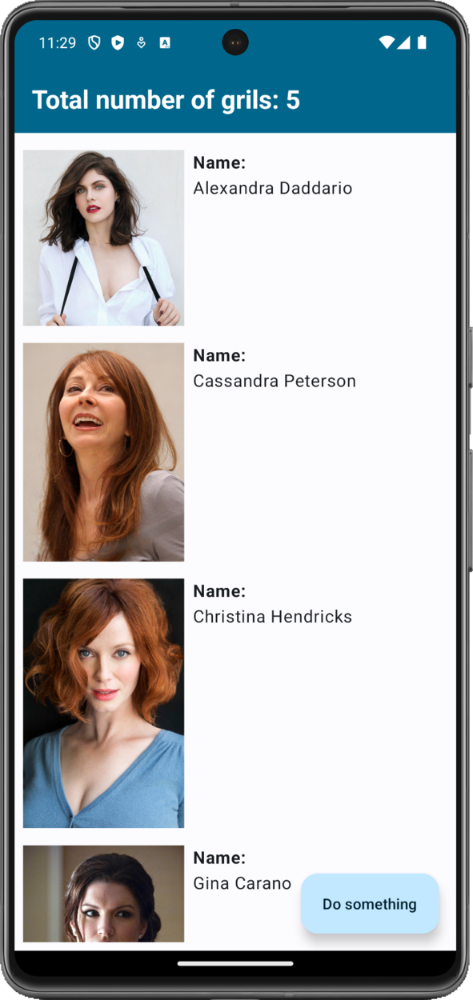 11:29
Total number of grils: 5
Name:
Alexandra Daddario
Name:
Cassandra Peterson
Name:
Christina Hendricks
Name:
Gina Carano
Do something